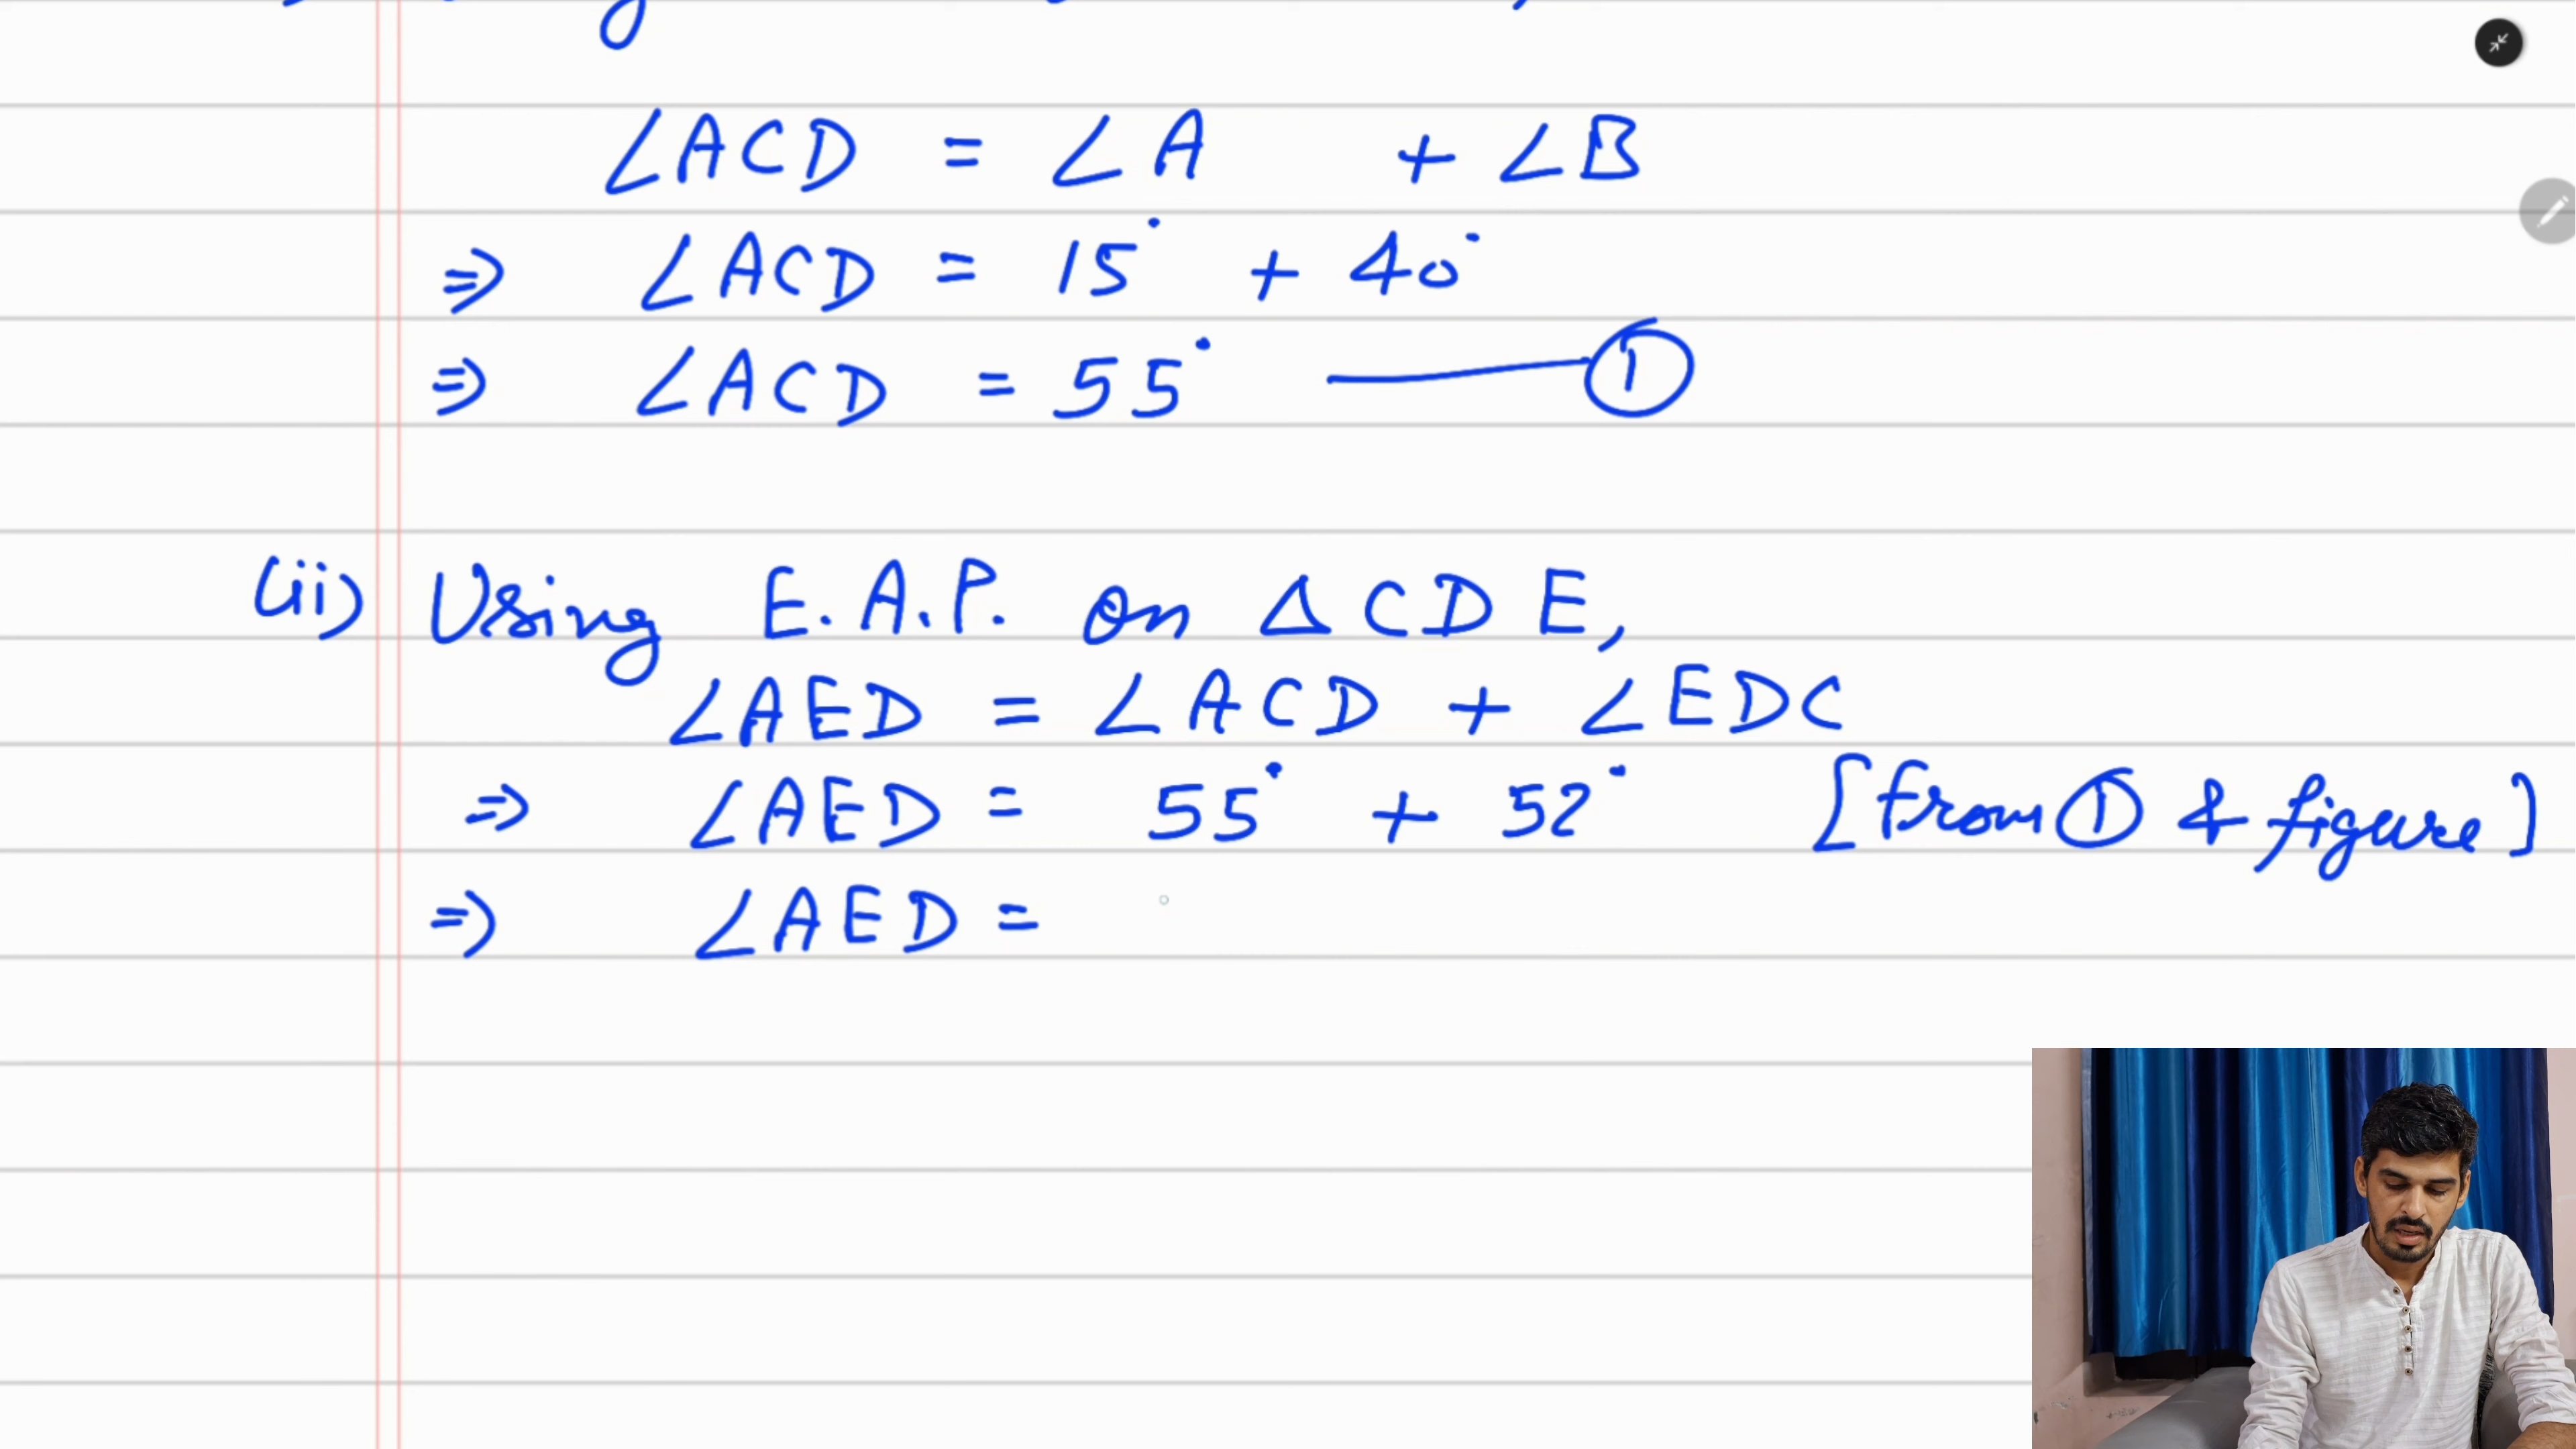 ∠ACD = ∠A + ∠B
⇒ ∠ACD = 15° + 40°
⇒ ∠ACD = 55° —— ①
(ii) Using E.A.P. on △CDE,
∠AED = ∠ACD + ∠EDC
⇒ ∠AED = 55° + 52° [from ① & figure]
⇒ ∠AED =